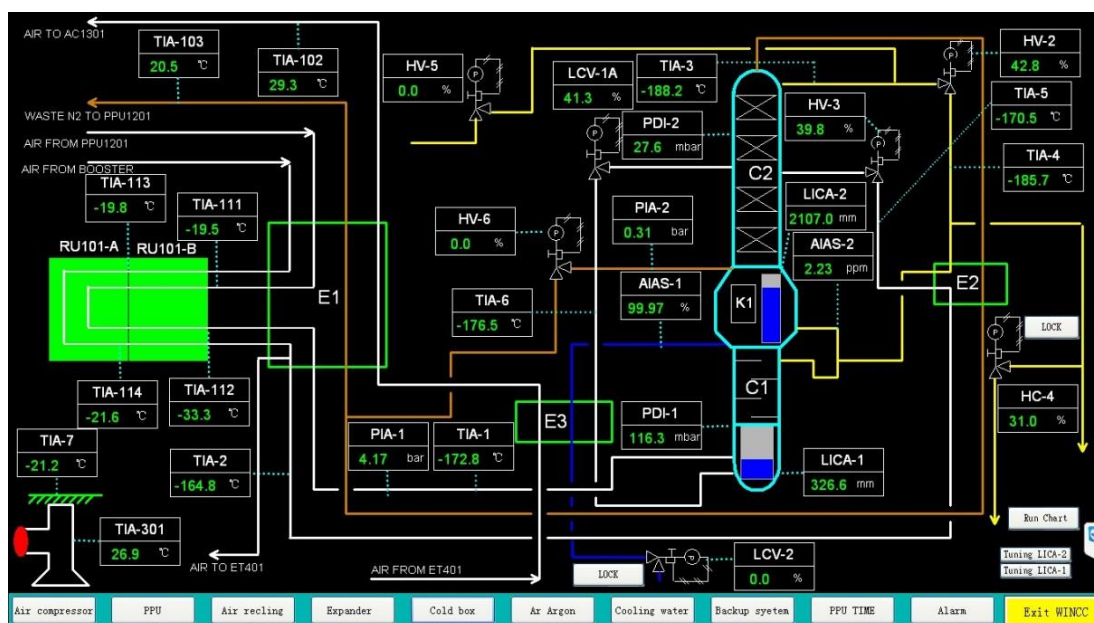 AIR TO AC1301
TIA-103
20.5 ℃
TIA-102
29.3 ℃
HV-5
0.0 %
P
LCV-1A
41.3 %
TIA-3
-188.2 ℃
P
HV-2
42.8 %
WASTE N2 TO PPU1201
PDI-2
27.6 mbar
HV-3
39.8 %
TIA-5
-170.5 ℃
AIR FROM PPU1201
P
P
AIR FROM BOOSTER
TIA-113
-19.8 ℃
TIA-111
-19.5 ℃
C2
TIA-4
-185.7 ℃
HV-6
0.0 %
P
PIA-2
0.31 bar
LICA-2
2107.0 mm
RU101-A
RU101-B
AIAS-2
2.23 ppm
E1
TIA-6
-176.5 ℃
AIAS-1
99.97 %
K1
E2
P
LOCK
TIA-114
-21.6 ℃
TIA-112
-33.3 ℃
C1
HC-4
31.0 %
E3
PDI-1
116.3 mbar
TIA-7
-21.2 ℃
TIA-2
-164.8 ℃
PIA-1
4.17 bar
TIA-1
-172.8 ℃
LICA-1
326.6 mm
Run Chart
TIA-301
26.9 ℃
AIR TO ET401
AIR FROM ET401
LOCK
P
LCV-2
0.0 %
Tuning LICA-2
Tuning LICA-1
Air compressor
PPU
Air recling
Expander
Cold box
Ar Argon
Cooling water
Backup syetem
PPU TIME
Alarm
Exit WINCC